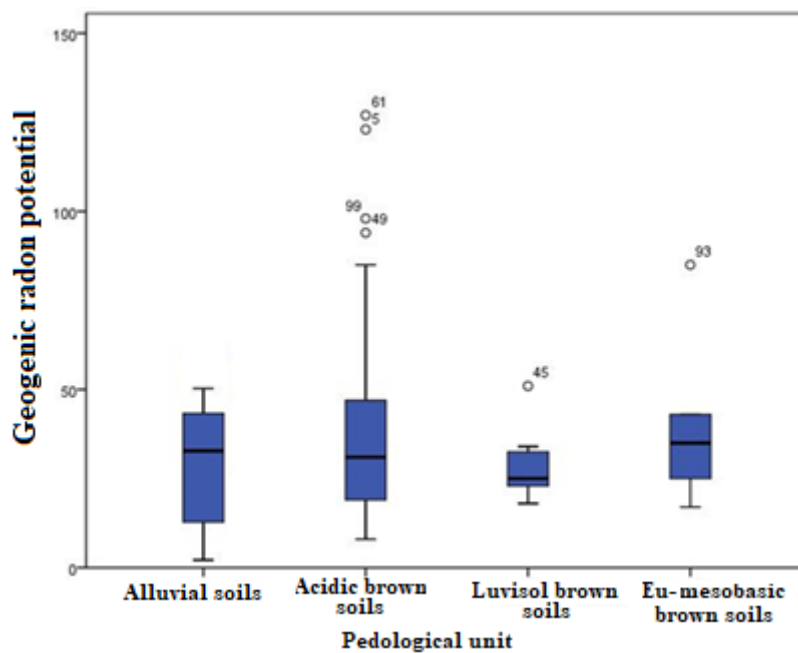 Geogenic radon potential
150
100
50
0
61
5
99
49
45
93
Alluvial soils
Acidic brown
soils
Luvisol brown
soils
Eu-mesobasic
brown soils
Pedological unit